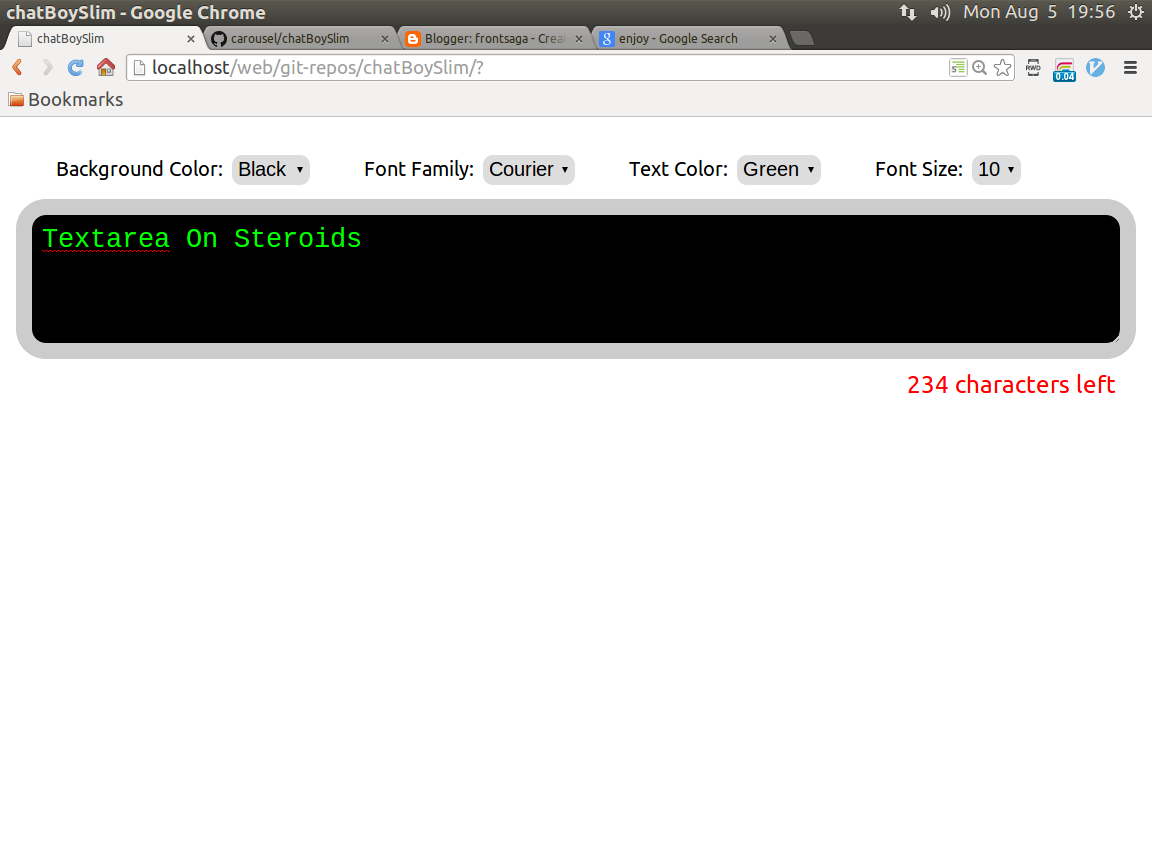 chatBoySlim - Google Chrome
Mon Aug 5 19:56
chatBoySlim
carousel/chatBoySlim
Blogger: frontsaga - Crea
enjoy - Google Search
localhost/web/git-repos/chatBoySlim/?
RWD
0.04
Bookmarks
Background Color: Black Font Family: Courier Text Color: Green Font Size: 10
Textarea On Steroids
234 characters left